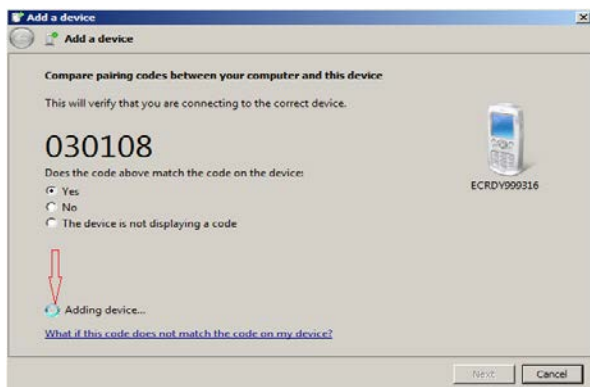 Add a device
Add a device
Compare pairing codes between your computer and this device
This will verify that you are connecting to the correct device.
030108
Does the code above match the code on the device:
Yes
No
The device is not displaying a code
ECRDY999316
Adding device...
What if this code does not match the code on my device?
Next Cancel